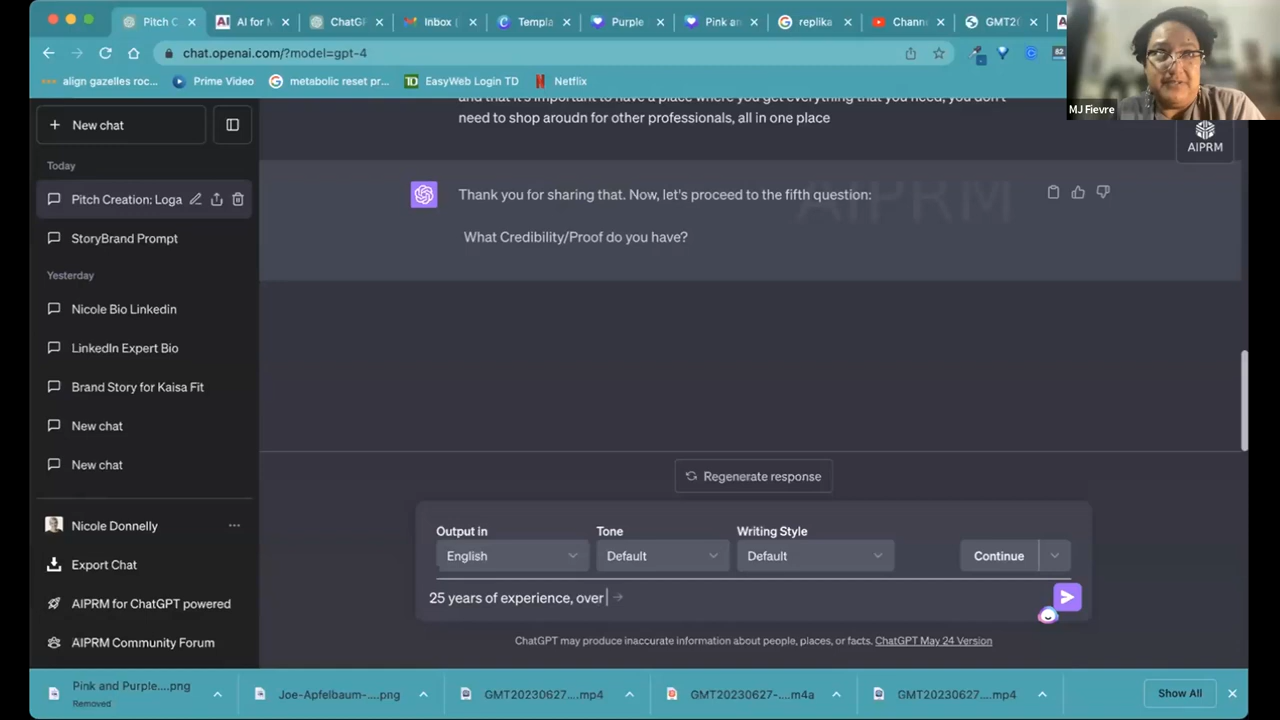 Pitch C
AI for M
ChatGF
Inbox (
Templa
Purple
Pink an
replika
Chann
GMT20
chat.openai.com/?model=gpt-4
align gazelles roc...
Prime Video
metabolic reset pr...
EasyWeb Login TD
Netflix
MJ Fievre
AIPRM
New chat
Today
Pitch Creation: Loga
StoryBrand Prompt
Yesterday
Nicole Bio Linkedin
LinkedIn Expert Bio
Brand Story for Kaisa Fit
New chat
New chat
Nicole Donnelly
Export Chat
AIPRM for ChatGPT powered
AIPRM Community Forum
and that it's important to have a place where you get everything that you need, you don't
need to shop aroudn for other professionals, all in one place
Thank you for sharing that. Now, let's proceed to the fifth question:
What Credibility/Proof do you have?
AIPRM
Regenerate response
Output in
Tone
Writing Style
English
Default
Default
Continue
25 years of experience, over
ChatGPT may produce inaccurate information about people, places, or facts. ChatGPT May 24 Version
Pink and Purple....png
Removed
Joe-Apfelbaum-....png
GMT20230627....mp4
GMT20230627-....m4a
GMT20230627....mp4
Show All